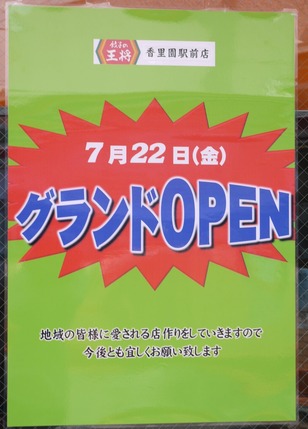 餃子の
王将
香里園駅前店
7月22日(金)
グランドOPEN
地域の皆様に愛される店作りをしていきますので
今後とも宜しくお願い致します